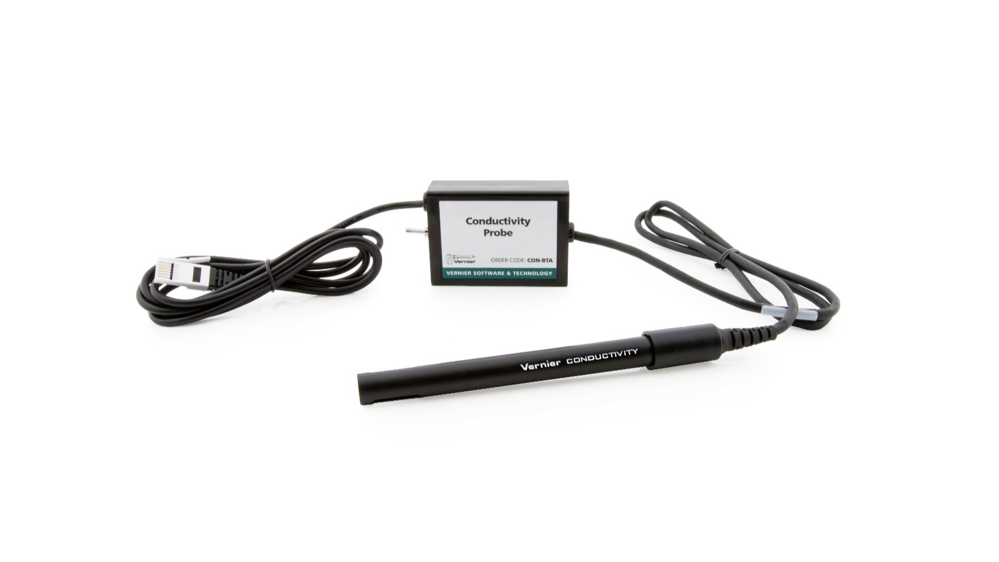 Conductivity
Probe
Vernier
ORDER CODE: CON-BTA
VERNIER SOFTWARE & TECHNOLOGY
Vernier CONDUCTIVITY